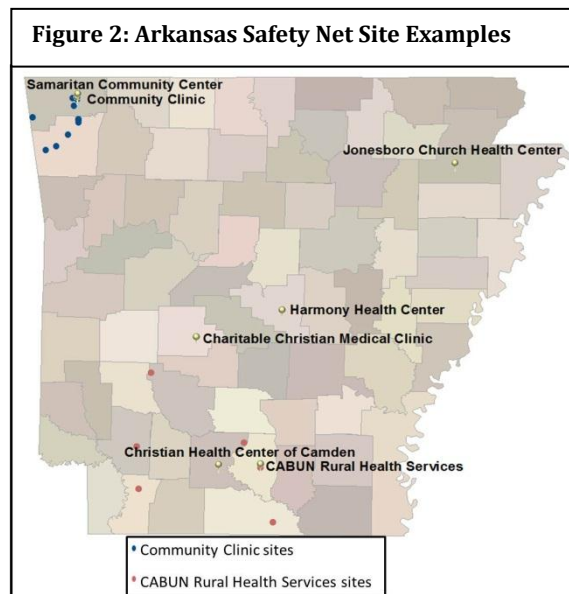 Figure 2: Arkansas Safety Net Site Examples
Samaritan Community Center
Community Clinic
Jonesboro Church Health Center
Harmony Health Center
Charitable Christian Medical Clinic
Christian Health Center of Camden
CABUN Rural Health Services
Community Clinic sites
CABUN Rural Health Services sites